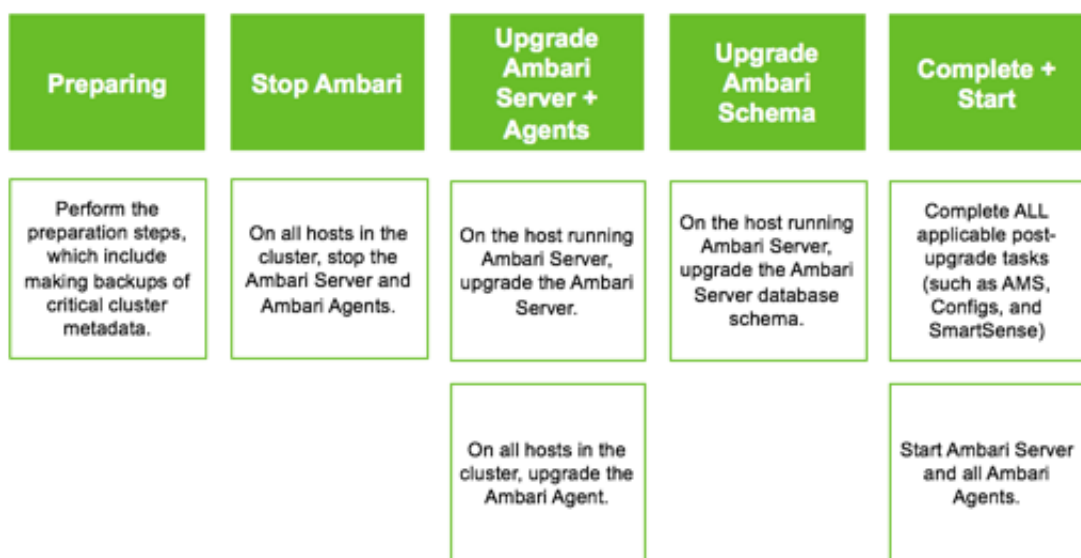 Preparing
Stop Ambari
Upgrade
Ambari
Server +
Agents
Upgrade
Ambari
Schema
Complete +
Start
Perform the
preparation steps,
which include
making backups of
critical cluster
metadata.
On all hosts in the
cluster, stop the
Ambari Server and
Ambari Agents.
On the host running
Ambari Server,
upgrade the Ambari
Server.
On the host running
Ambari Server,
upgrade the Ambari
Server database
schema.
Complete ALL
applicable post-
upgrade tasks
(such as AMS,
Configs, and
SmartSense)
On all hosts in the
cluster, upgrade the
Ambari Agent.
Start Ambari Server
and all Ambari
Agents.